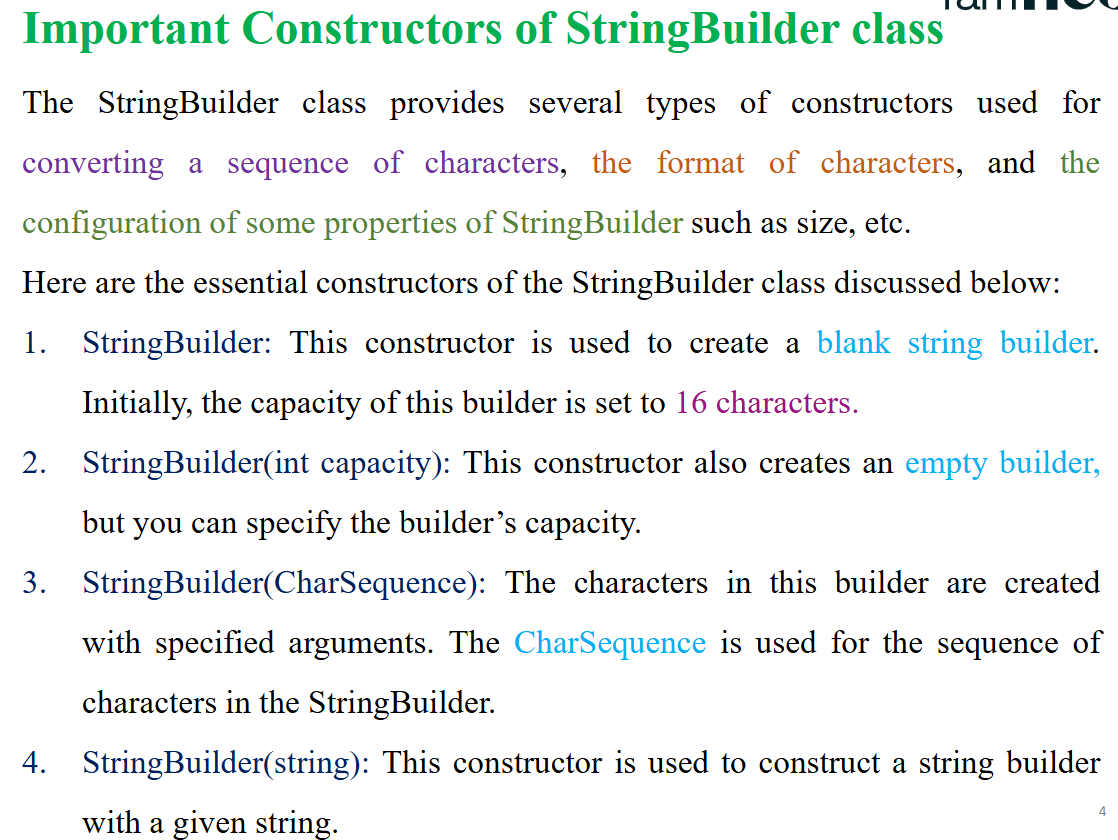 Important Constructors of StringBuilder class
The StringBuilder class provides several types of constructors used for
converting a sequence of characters, the format of characters, and the
configuration of some properties of StringBuilder such as size, etc.
Here are the essential constructors of the StringBuilder class discussed below:
1. StringBuilder: This constructor is used to create a blank string builder.
Initially, the capacity of this builder is set to 16 characters.
2. StringBuilder(int capacity): This constructor also creates an empty builder,
but you can specify the builder’s capacity.
3. StringBuilder(CharSequence): The characters in this builder are created
with specified arguments. The CharSequence is used for the sequence of
characters in the StringBuilder.
4. StringBuilder(string): This constructor is used to construct a string builder
with a given string.
4